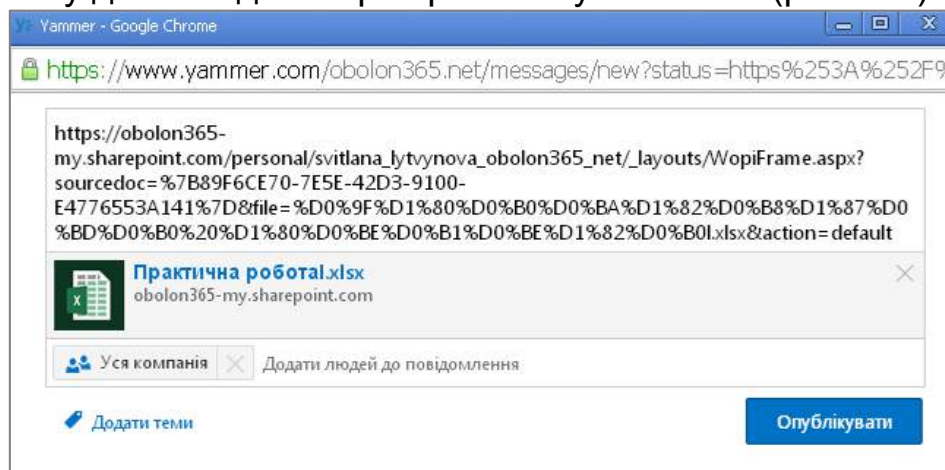 Yammer - Google Chrome
https://www.yammer.com/obolon365.net/messages/new?status=https%253A%252F9
https://obolon365-
my.sharepoint.com/personal/svitlana_lytvynova_obolon365_net/_layouts/WopiFrame.aspx?
sourcedoc=%7B89F6CE70-7E5E-42D3-9100-
E4776553A141%7D&file=%D0%9F%D1%80%D0%B0%D0%BA%D1%82%D0%B8%D1%87%D0
%BD%D0%B0%20%D1%80%D0%BE%D0%B1%D0%BE%D1%82%D0%B0I.xlsx&action=default
Практична роботаI.xlsx
obolon365-my.sharepoint.com
Уся компанія
Додати людей до повідомлення
Додати теми
Опублікувати